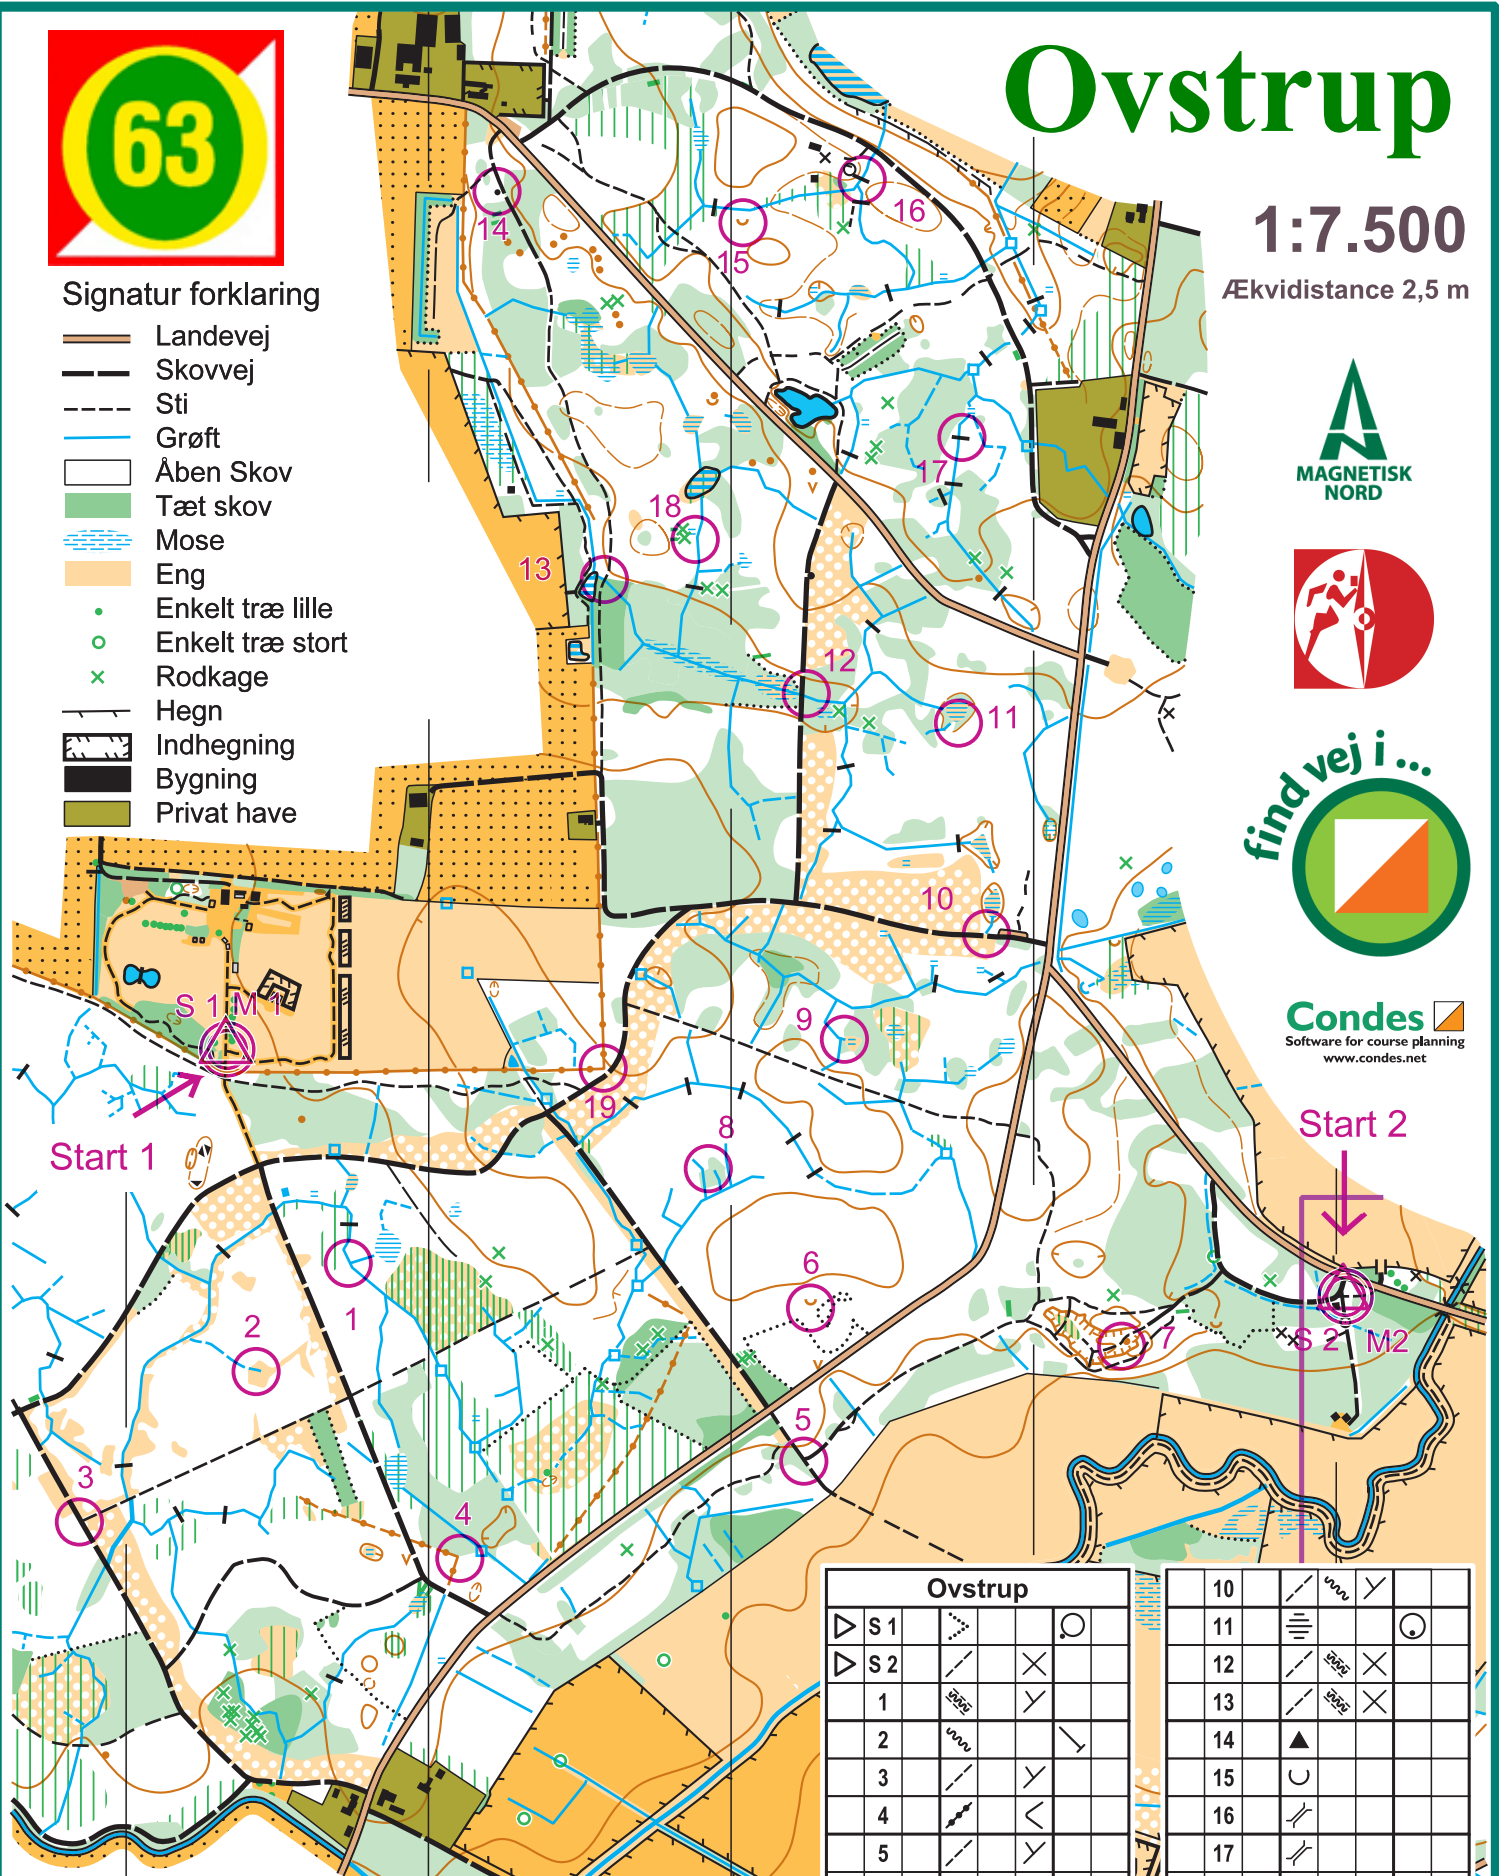 63
Ovstrup
1:7.500
Ækvidistance 2,5 m
Signatur forklaring
Landevej
Skovvej
Sti
Grøft
Åben Skov
Tæt skov
Mose
Eng
Enkelt træ lille
Enkelt træ stort
Rodkage
Hegn
Indhegning
Bygning
Privat have
MAGNETISK
NORD
find vej i ...
Condes
Software for course planning
www.condes.net
14
15
16
17
18
13
12
11
10
S 1
M 1
9
19
8
Start 1
Start 2
6
1
2
7
S 2
M2
5
3
4
Ovstrup
S 1
S 2
1
2
3
4
5
10
11
12
13
14
15
16
17